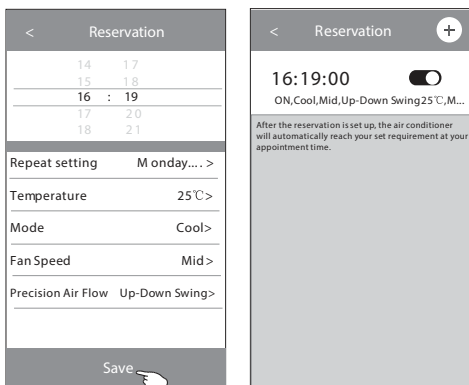 < Reservation
14 17
15 18
16 : 19
17 20
18 21
Repeat setting Monday.... >
Temperature 25℃>
Mode Cool>
Fan Speed Mid>
Precision Air Flow Up-Down Swing>
Save
< Reservation +
16:19:00
ON,Cool,Mid,Up-Down Swing25℃,M...
After the reservation is set up, the air conditioner
will automatically reach your set requirement at your
appointment time.